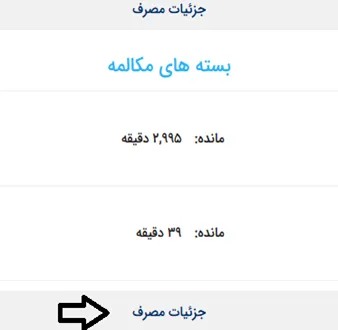 جزئیات مصرف
بسته های مکالمه
مانده: ۲,۹۹۵ دقیقه
مانده: ۳۹ دقیقه
جزئیات مصرف